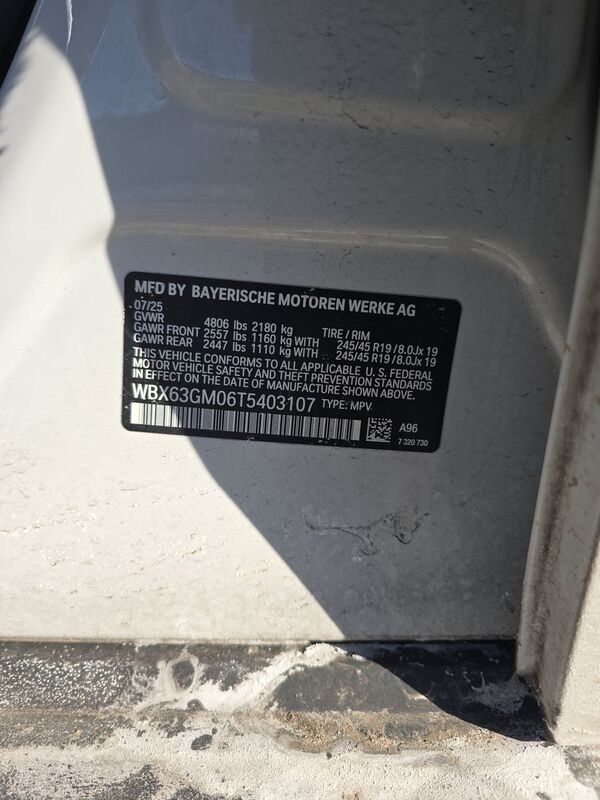 MFD BY BAYERISCHE MOTOREN WERKE AG
07/25
GVWR 4806 lbs 2180 kg TIRE / RIM
GAWR FRONT 2557 lbs 1160 kg WITH 245/45 R19 /8.0Jx 19
GAWR REAR 2447 lbs 1110 kg WITH 245/45 R19 /8.0Jx 19
THIS VEHICLE CONFORMS TO ALL APPLICABLE U. S. FEDERAL
MOTOR VEHICLE SAFETY AND THEFT PREVENTION STANDARDS
IN EFFECT ON THE DATE OF MANUFACTURE SHOWN ABOVE.
WBX63GM06T5403107 TYPE: MPV
A96
7 320 730